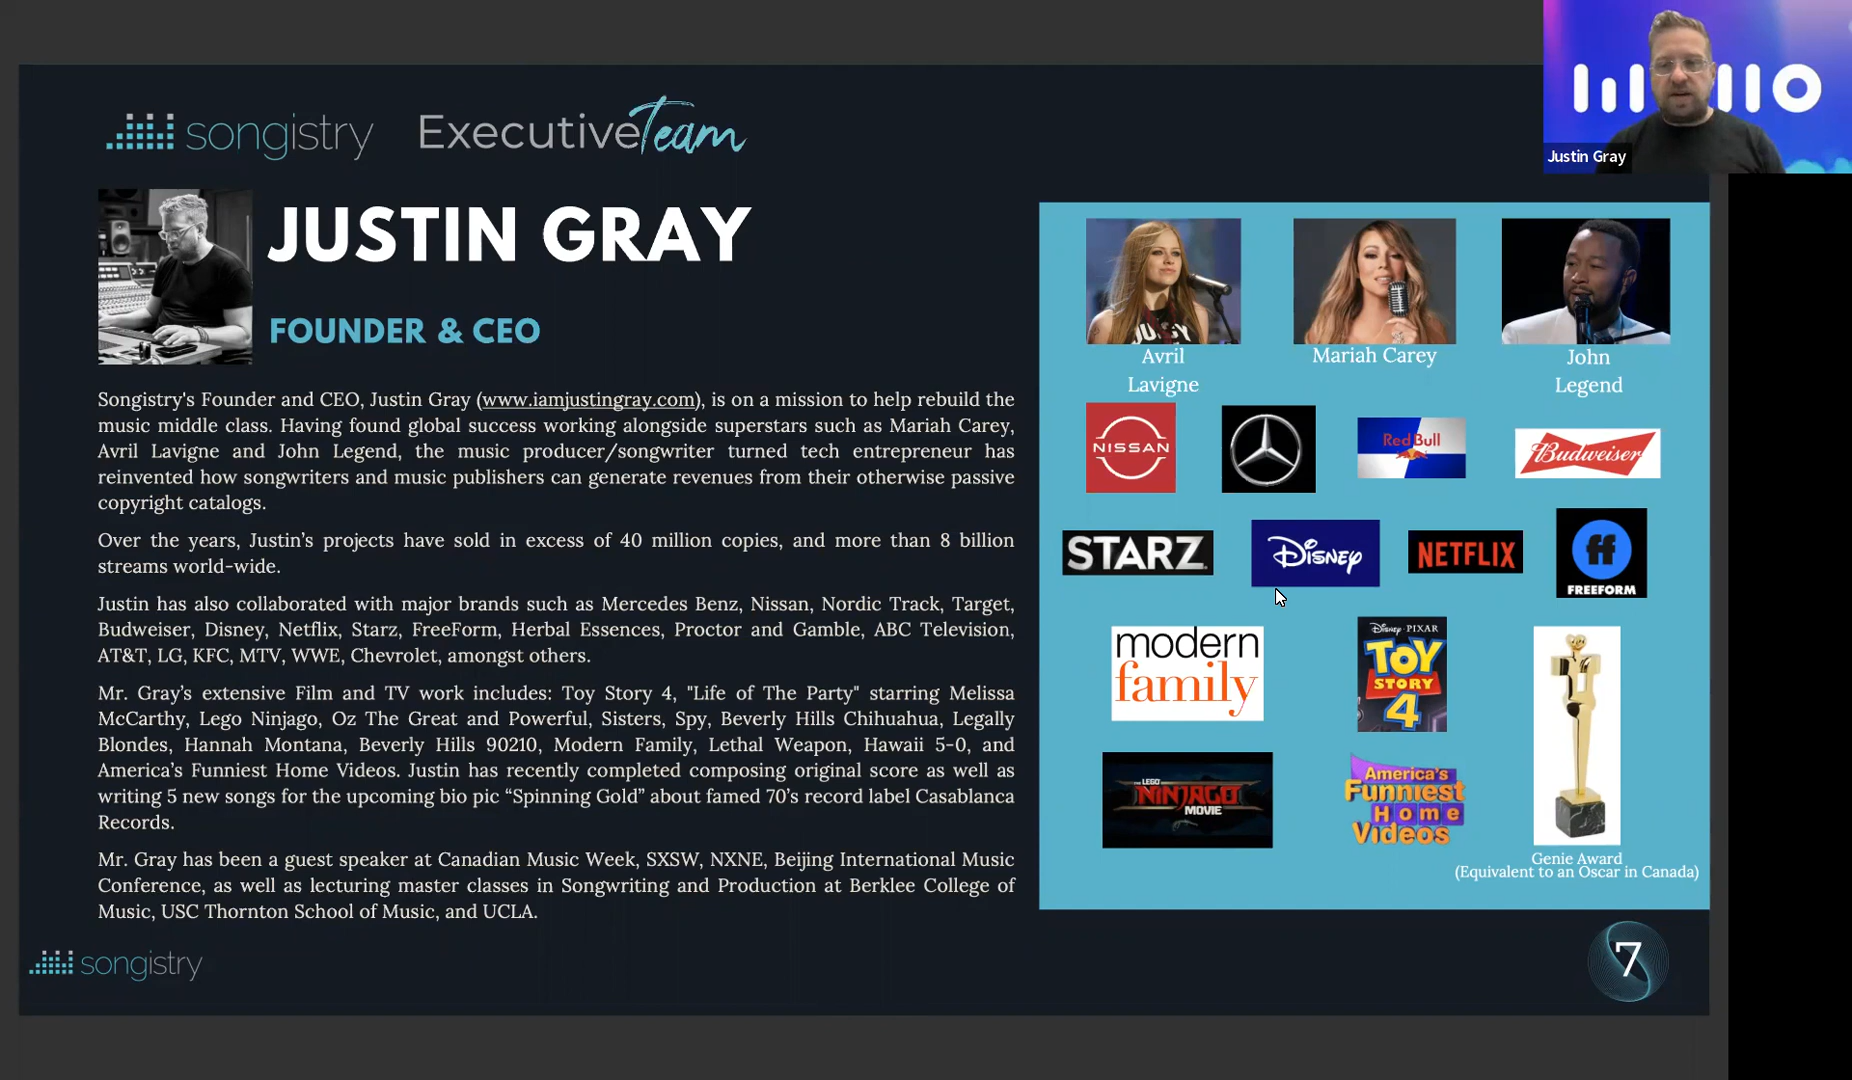 Justin Gray
songistry ExecutiveTeam
JUSTIN GRAY
FOUNDER & CEO
Songistry's Founder and CEO, Justin Gray (www.iamjustingray.com), is on a mission to help rebuild the
music middle class. Having found global success working alongside superstars such as Mariah Carey,
Avril Lavigne and John Legend, the music producer/songwriter turned tech entrepreneur has
reinvented how songwriters and music publishers can generate revenues from their otherwise passive
copyright catalogs.
Over the years, Justin’s projects have sold in excess of 40 million copies, and more than 8 billion
streams world-wide.
Justin has also collaborated with major brands such as Mercedes Benz, Nissan, Nordic Track, Target,
Budweiser, Disney, Netflix, Starz, FreeForm, Herbal Essences, Proctor and Gamble, ABC Television,
AT&T, LG, KFC, MTV, WWE, Chevrolet, amongst others.
Mr. Gray’s extensive Film and TV work includes: Toy Story 4, "Life of The Party" starring Melissa
McCarthy, Lego Ninjago, Oz The Great and Powerful, Sisters, Spy, Beverly Hills Chihuahua, Legally
Blondes, Hannah Montana, Beverly Hills 90210, Modern Family, Lethal Weapon, Hawaii 5-0, and
America’s Funniest Home Videos. Justin has recently completed composing original score as well as
writing 5 new songs for the upcoming bio pic “Spinning Gold” about famed 70’s record label Casablanca
Records.
Mr. Gray has been a guest speaker at Canadian Music Week, SXSW, NXNE, Beijing International Music
Conference, as well as lecturing master classes in Songwriting and Production at Berklee College of
Music, USC Thornton School of Music, and UCLA.
Avril
Lavigne
Mariah Carey
John
Legend
NISSAN
Red Bull
Budweiser
STARZ
DISNEY
NETFLIX
ff
FREEFORM
modern
family
DISNEY·PIXAR
TOY
STORY
4
THE LEGO
NINJAGO
MOVIE
America's
Funniest
Home
Videos
Genie Award
(Equivalent to an Oscar in Canada)
songistry
7